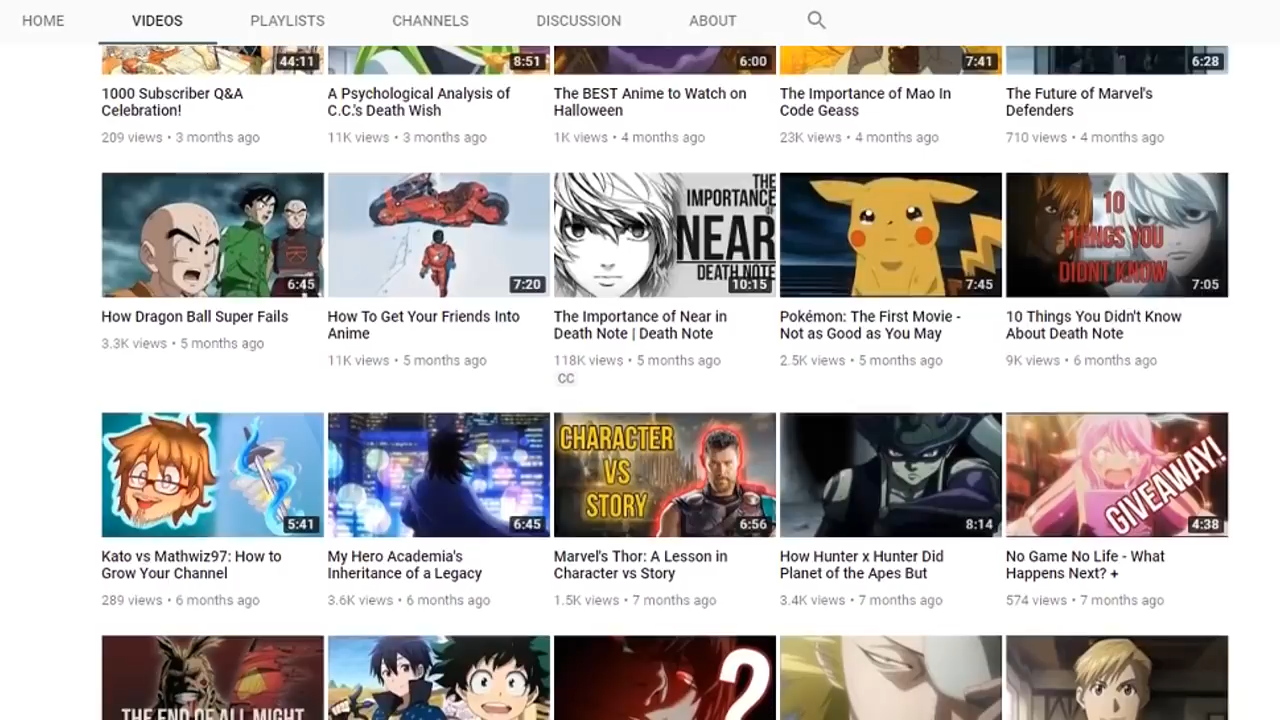 HOME VIDEOS PLAYLISTS CHANNELS DISCUSSION ABOUT
44:11 8:51 6:00 7:41 6:28
1000 Subscriber Q&A
Celebration!
209 views • 3 months ago
A Psychological Analysis of
C.C.'s Death Wish
11K views • 3 months ago
The BEST Anime to Watch on
Halloween
1K views • 4 months ago
The Importance of Mao In
Code Geass
23K views • 4 months ago
The Future of Marvel's
Defenders
710 views • 4 months ago
6:45
How Dragon Ball Super Fails
3.3K views • 5 months ago
7:20
How To Get Your Friends Into
Anime
11K views • 5 months ago
THE
IMPORTANCE
OF
NEAR
DEATH NOTE
10:15
The Importance of Near in
Death Note | Death Note
118K views • 5 months ago
CC
7:45
Pokémon: The First Movie -
Not as Good as You May
2.5K views • 5 months ago
10
THINGS YOU
DIDNT KNOW
7:05
10 Things You Didn't Know
About Death Note
9K views • 6 months ago
5:41
Kato vs Mathwiz97: How to
Grow Your Channel
289 views • 6 months ago
6:45
My Hero Academia's
Inheritance of a Legacy
3.6K views • 6 months ago
CHARACTER
VS
STORY
6:56
Marvel's Thor: A Lesson in
Character vs Story
1.5K views • 7 months ago
8:14
How Hunter x Hunter Did
Planet of the Apes But
3.4K views • 7 months ago
GIVEAWAY!
4:38
No Game No Life - What
Happens Next? +
574 views • 7 months ago
THE END OF ALL MIGHT
?